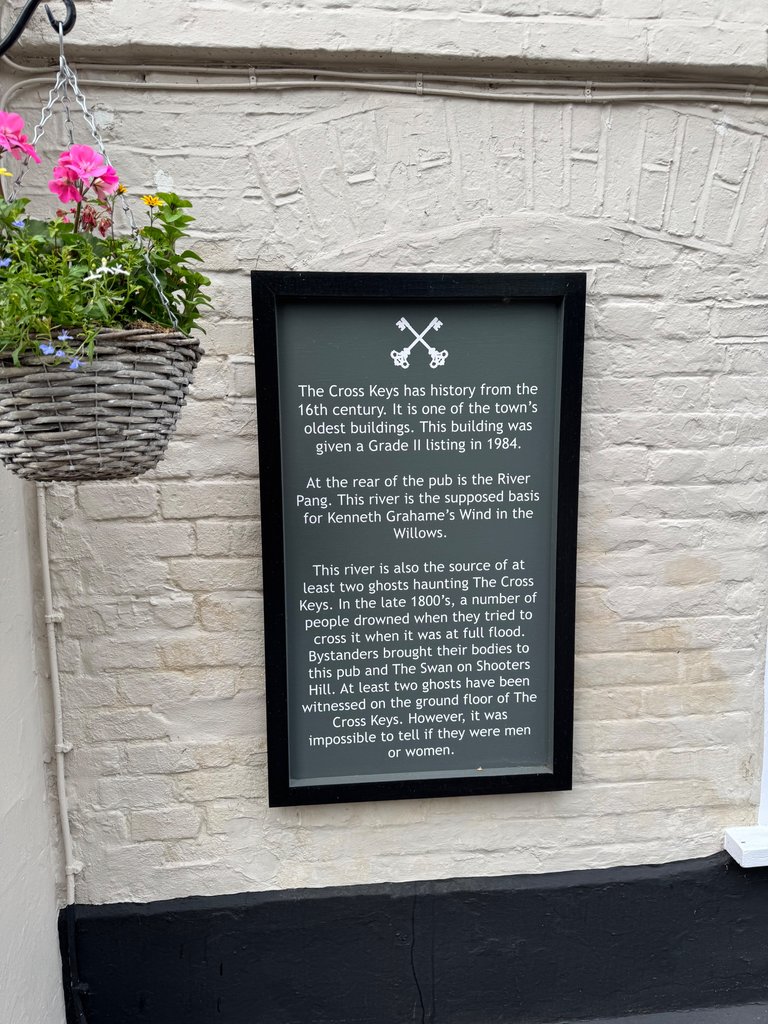 The Cross Keys has history from the
16th century. It is one of the town's
oldest buildings. This building was
given a Grade II listing in 1984.
At the rear of the pub is the River
Pang. This river is the supposed basis
for Kenneth Grahame's Wind in the
Willows.
This river is also the source of at
least two ghosts haunting The Cross
Keys. In the late 1800's, a number of
people drowned when they tried to
cross it when it was at full flood.
Bystanders brought their bodies to
this pub and The Swan on Shooters
Hill. At least two ghosts have been
witnessed on the ground floor of The
Cross Keys. However, it was
impossible to tell if they were men
or women.